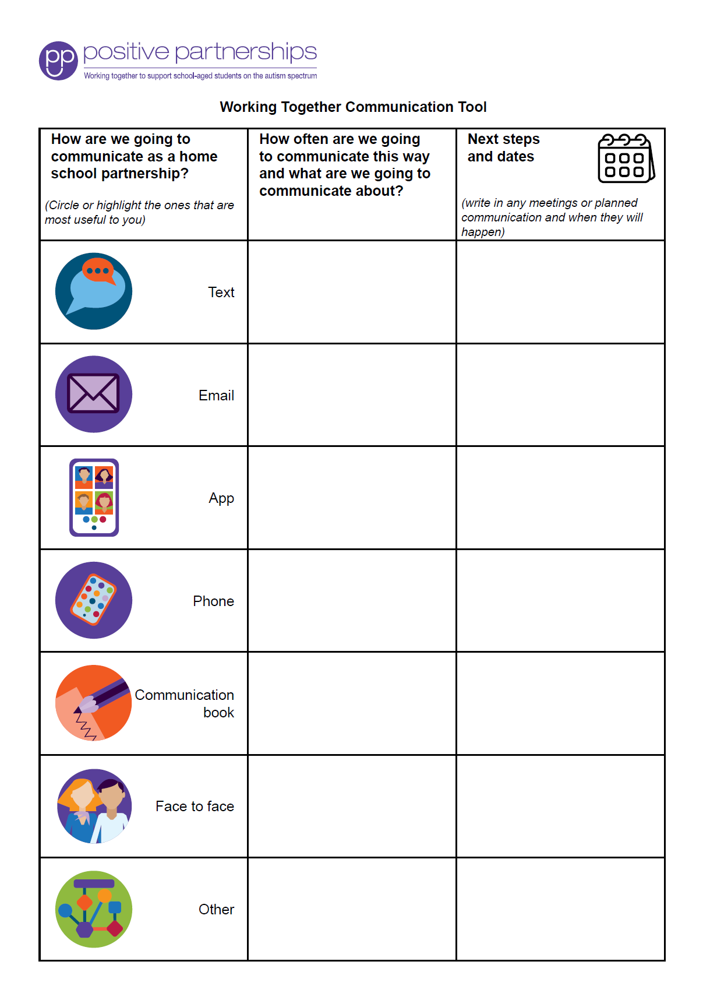 pp
positive partnerships
Working together to support school-aged students on the autism spectrum
Working Together Communication Tool
How are we going to
communicate as a home
school partnership?
(Circle or highlight the ones that are
most useful to you)
How often are we going
to communicate this way
and what are we going to
communicate about?
Next steps
and dates
(write in any meetings or planned
communication and when they will
happen)
Text
Email
App
Phone
Communication
book
Face to face
Other